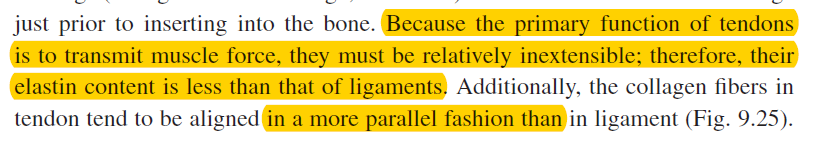 just prior to inserting into the bone. Because the primary function of tendons
is to transmit muscle force, they must be relatively inextensible; therefore, their
elastin content is less than that of ligaments. Additionally, the collagen fibers in
tendon tend to be aligned in a more parallel fashion than in ligament (Fig. 9.25).